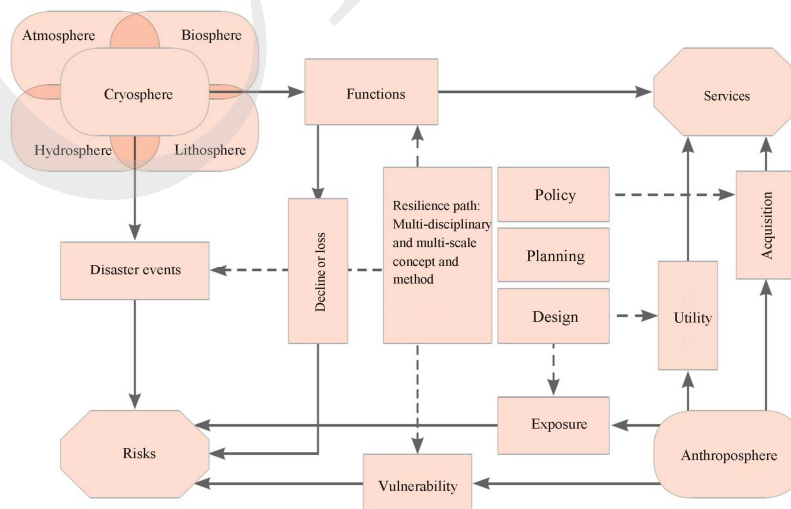 Atmosphere
Biosphere
Cryosphere
Hydrosphere
Lithosphere
Functions
Services
Resilience path:
Multi-disciplinary
and multi-scale
concept and
method
Policy
Planning
Design
Acquisition
Utility
Disaster events
Decline or loss
Exposure
Risks
Vulnerability
Anthroposphere